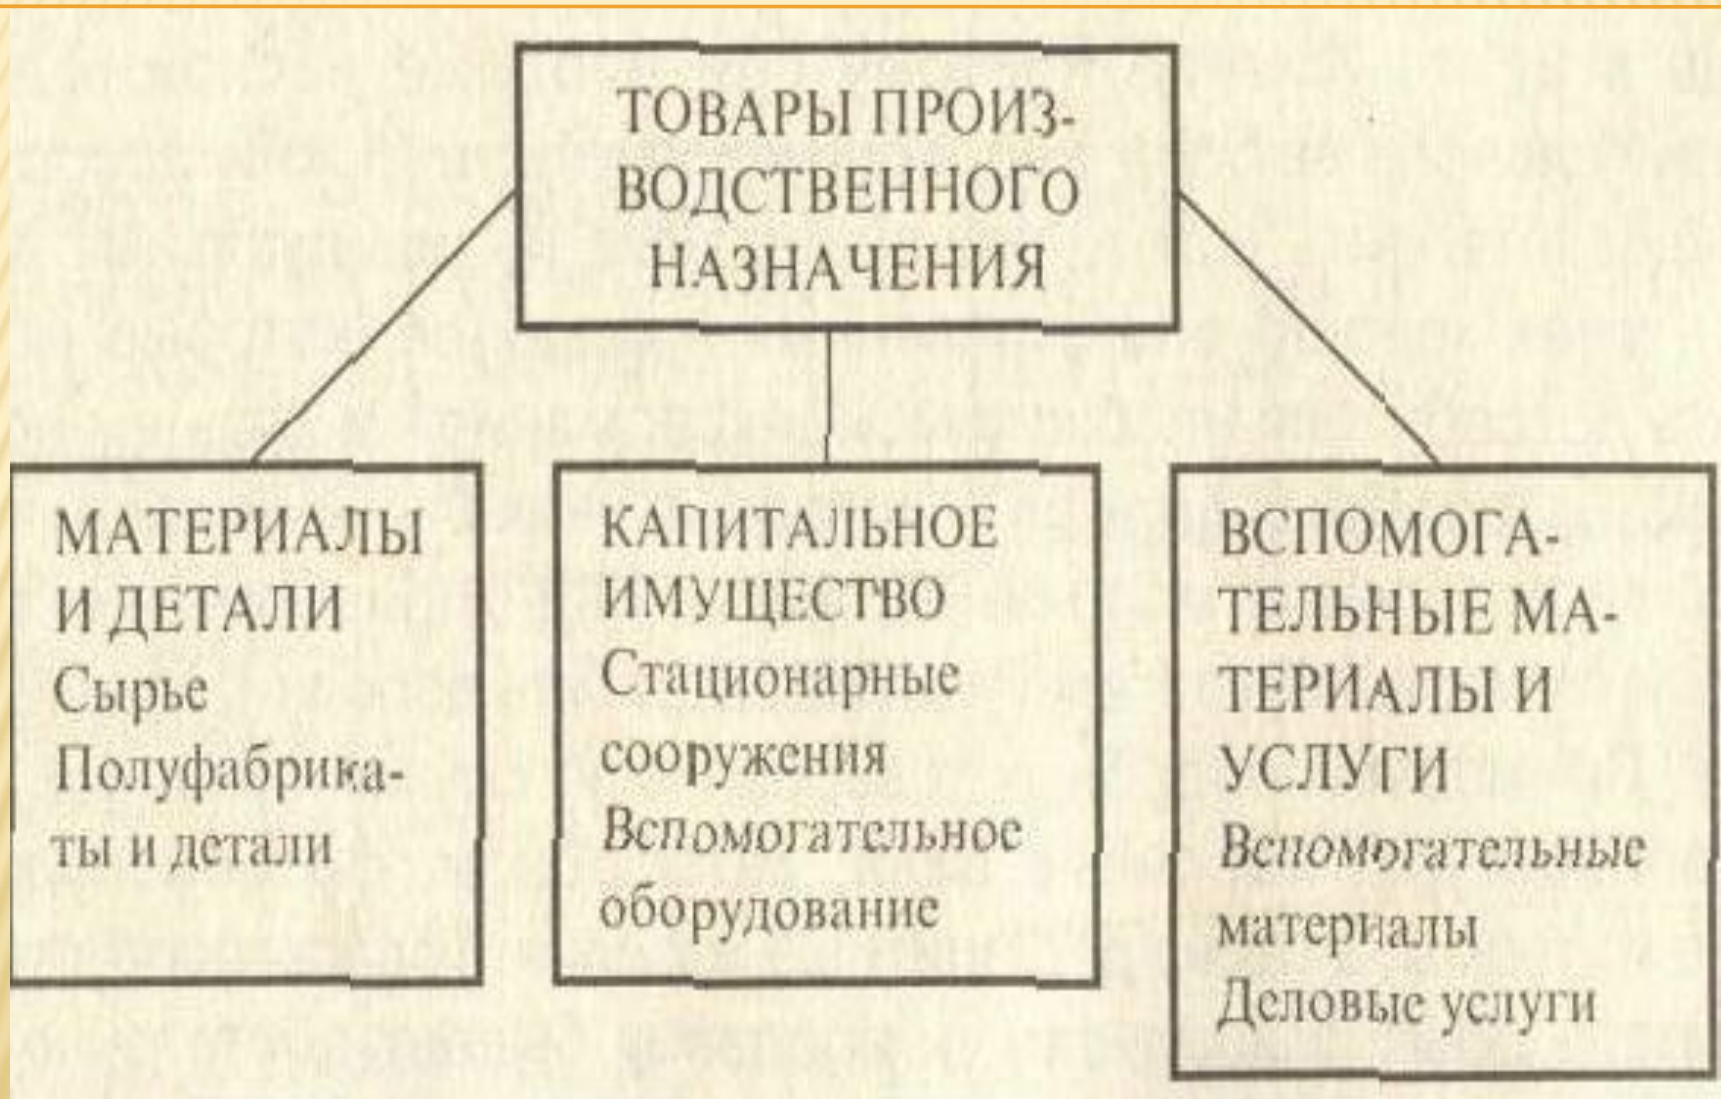 ТОВАРЫ ПРОИЗ-
ВОДСТВЕННОГО
НАЗНАЧЕНИЯ
МАТЕРИАЛЫ
И ДЕТАЛИ
Сырье
Полуфабрика-
ты и детали
КАПИТАЛЬНОЕ
ИМУЩЕСТВО
Стационарные
сооружения
Вспомогательное
оборудование
ВСПОМОГА-
ТЕЛЬНЫЕ МА-
ТЕРИАЛЫ И
УСЛУГИ
Вспомогательные
материалы
Деловые услуги